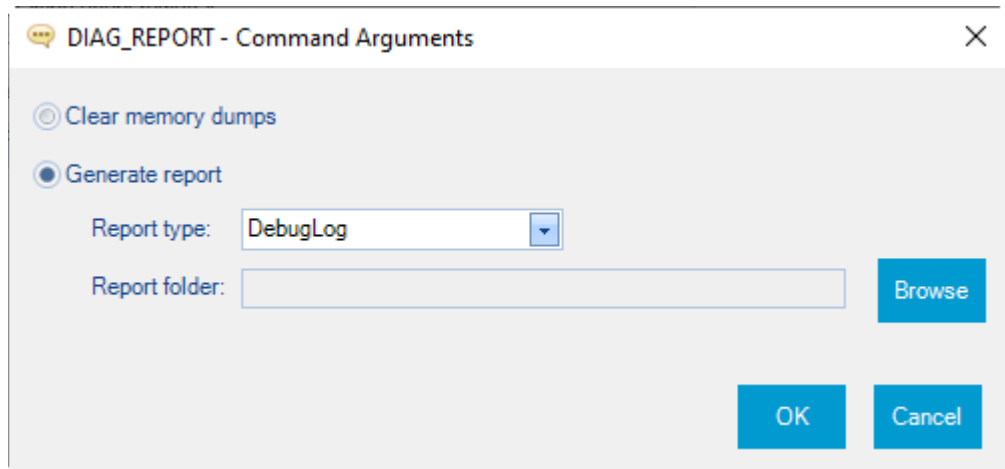 DIAG_REPORT - Command Arguments
Clear memory dumps
Generate report
Report type: DebugLog
Report folder:
Browse
OK Cancel